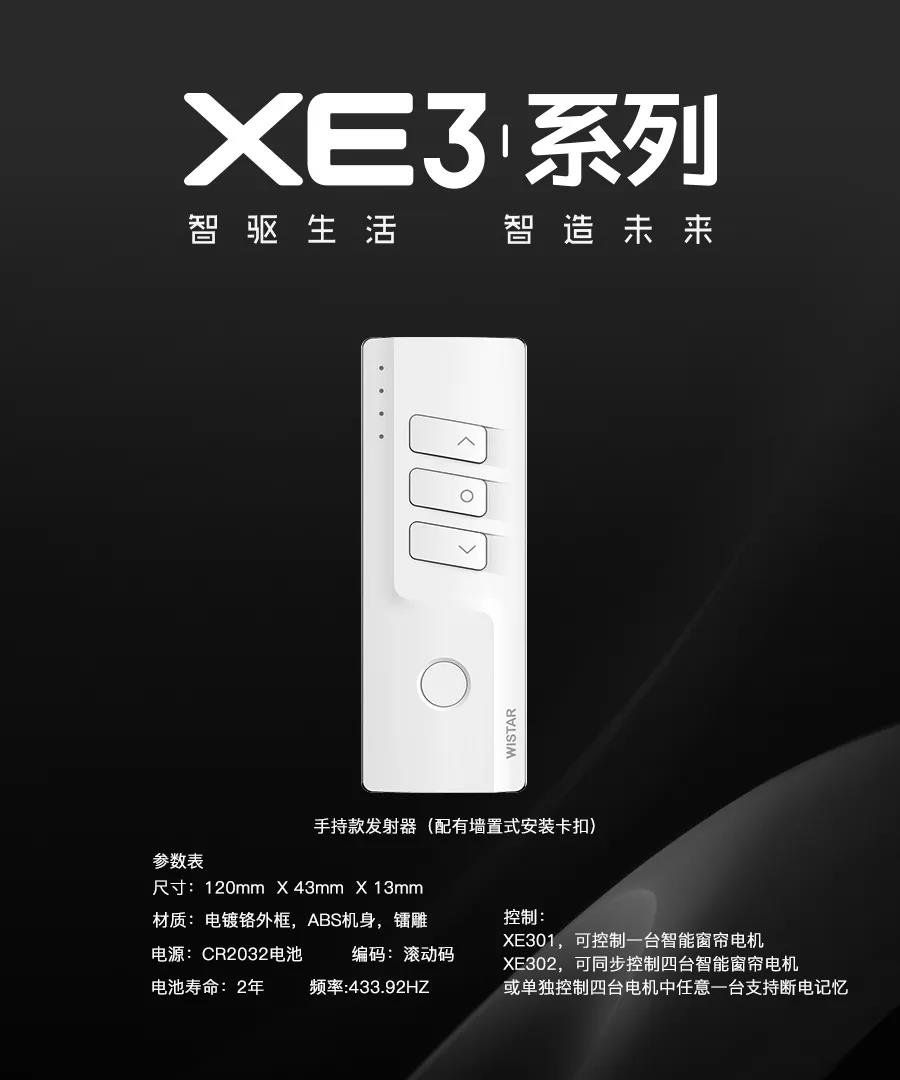 XE3 系列
智驱生活 智造未来
WISTAR
手持款发射器（配有墙置式安装卡扣）
参数表
尺寸：120mm X 43mm X 13mm
材质：电镀铬外框，ABS机身，镭雕
电源：CR2032电池 编码：滚动码
电池寿命：2年 频率:433.92HZ
控制：
XE301，可控制一台智能窗帘电机
XE302，可同步控制四台智能窗帘电机
或单独控制四台电机中任意一台支持断电记忆